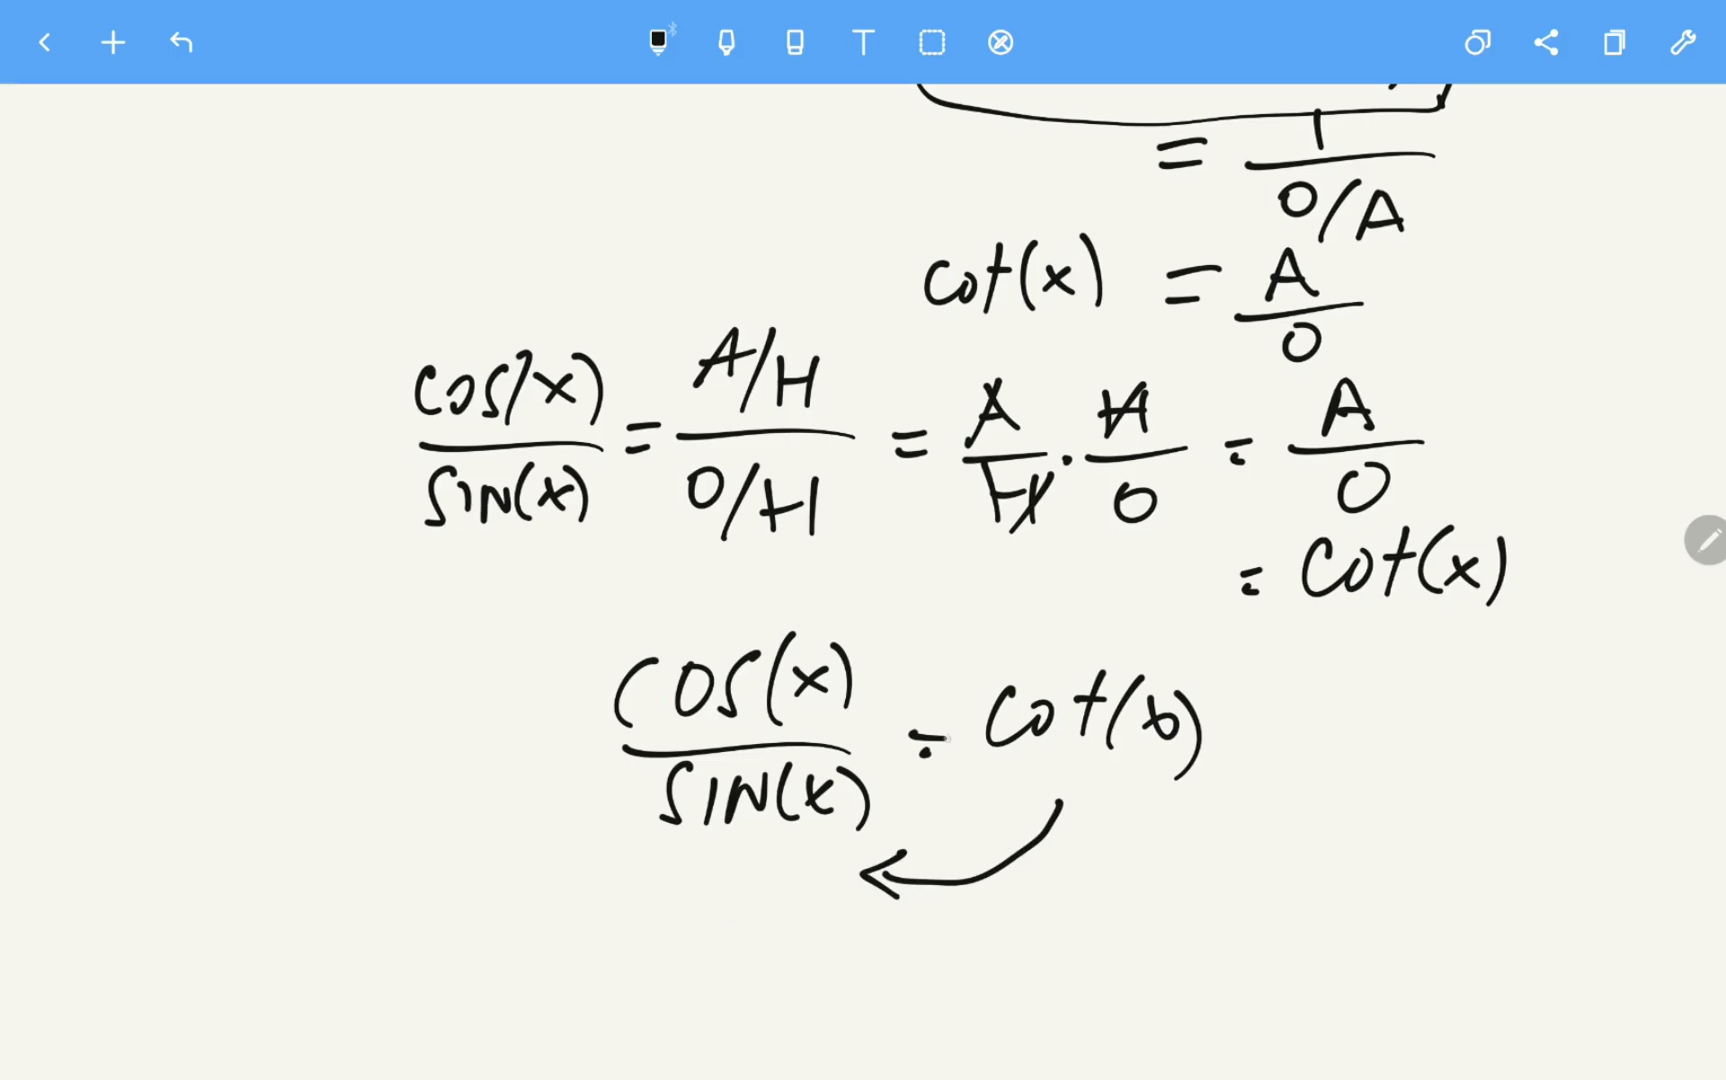 = 1 / (O/A)
cot(x) = A/O
cos(x)/sin(x) = (A/H)/(O/H) = A/H · H/O = A/O
= cot(x)
cos(x)/sin(x) = cot(x)